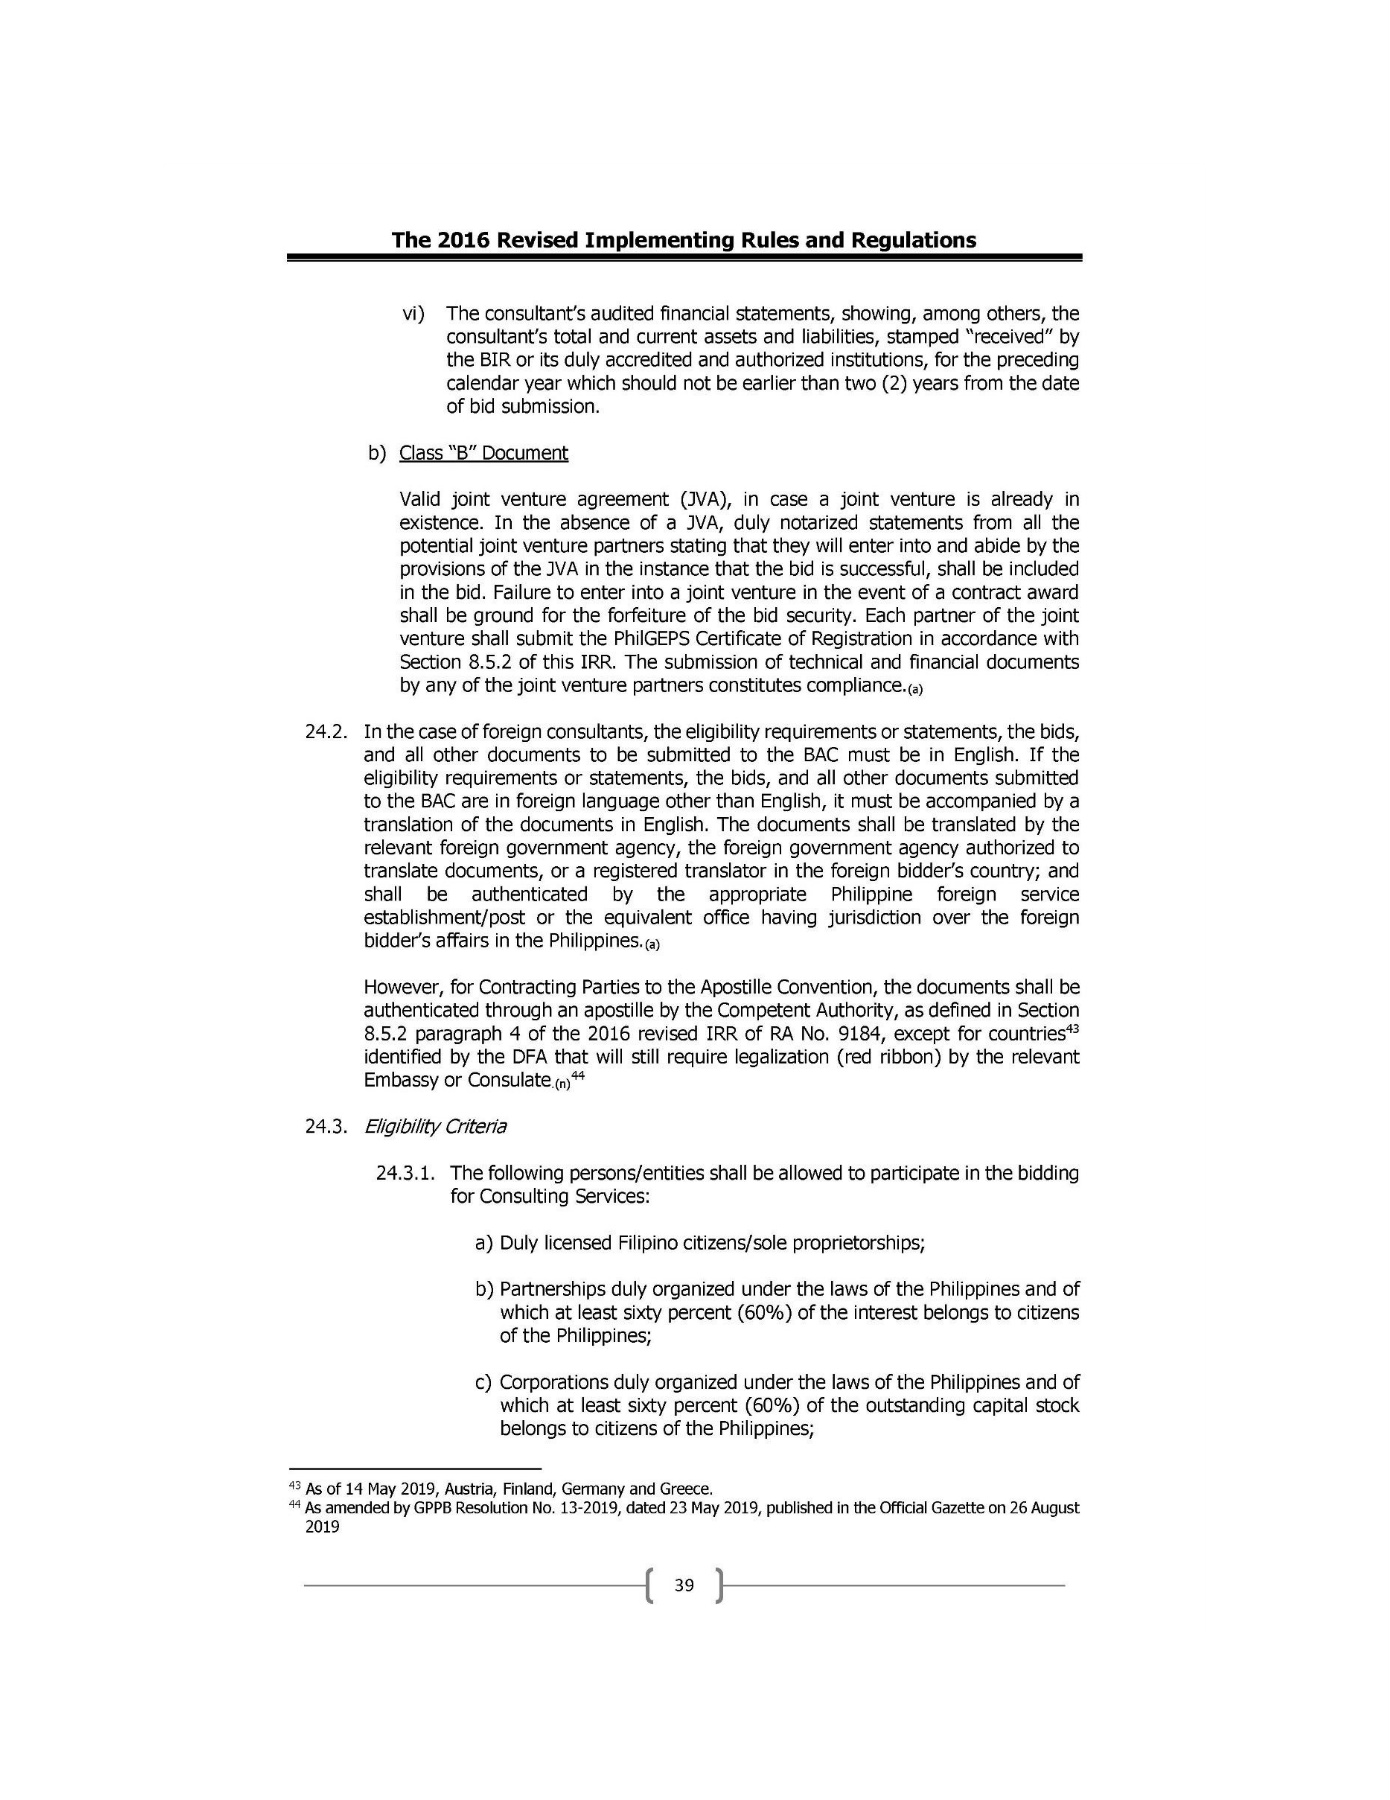 The 2016 Revised Implementing Rules and Regulations
vi) The consultant's audited financial statements, showing, among others, the
consultant's total and current assets and liabilities, stamped "received" by
the BIR or its duly accredited and authorized institutions, for the preceding
calendar year which should not be earlier than two (2) years from the date
of bid submission.
b) Class "B" Document
Valid joint venture agreement (JVA), in case a joint venture is already in
existence. In the absence of a JVA, duly notarized statements from all the
potential joint venture partners stating that they will enter into and abide by the
provisions of the JVA in the instance that the bid is successful, shall be included
in the bid. Failure to enter into a joint venture in the event of a contract award
shall be ground for the forfeiture of the bid security. Each partner of the joint
venture shall submit the PhilGEPS Certificate of Registration in accordance with
Section 8.5.2 of this IRR. The submission of technical and financial documents
by any of the joint venture partners constitutes compliance.(a)
24.2. In the case of foreign consultants, the eligibility requirements or statements, the bids,
and all other documents to be submitted to the BAC must be in English. If the
eligibility requirements or statements, the bids, and all other documents submitted
to the BAC are in foreign language other than English, it must be accompanied by a
translation of the documents in English. The documents shall be translated by the
relevant foreign government agency, the foreign government agency authorized to
translate documents, or a registered translator in the foreign bidder's country; and
shall be authenticated by the appropriate Philippine foreign service
establishment/post or the equivalent office having jurisdiction over the foreign
bidder's affairs in the Philippines.(a)
However, for Contracting Parties to the Apostille Convention, the documents shall be
authenticated through an apostille by the Competent Authority, as defined in Section
8.5.2 paragraph 4 of the 2016 revised IRR of RA No. 9184, except for countries43
identified by the DFA that will still require legalization (red ribbon) by the relevant
Embassy or Consulate.(n)44
24.3. Eligibility Criteria
24.3.1. The following persons/entities shall be allowed to participate in the bidding
for Consulting Services:
a) Duly licensed Filipino citizens/sole proprietorships;
b) Partnerships duly organized under the laws of the Philippines and of
which at least sixty percent (60%) of the interest belongs to citizens
of the Philippines;
c) Corporations duly organized under the laws of the Philippines and of
which at least sixty percent (60%) of the outstanding capital stock
belongs to citizens of the Philippines;
43 As of 14 May 2019, Austria, Finland, Germany and Greece.
44 As amended by GPPB Resolution No. 13-2019, dated 23 May 2019, published in the Official Gazette on 26 August
2019
39